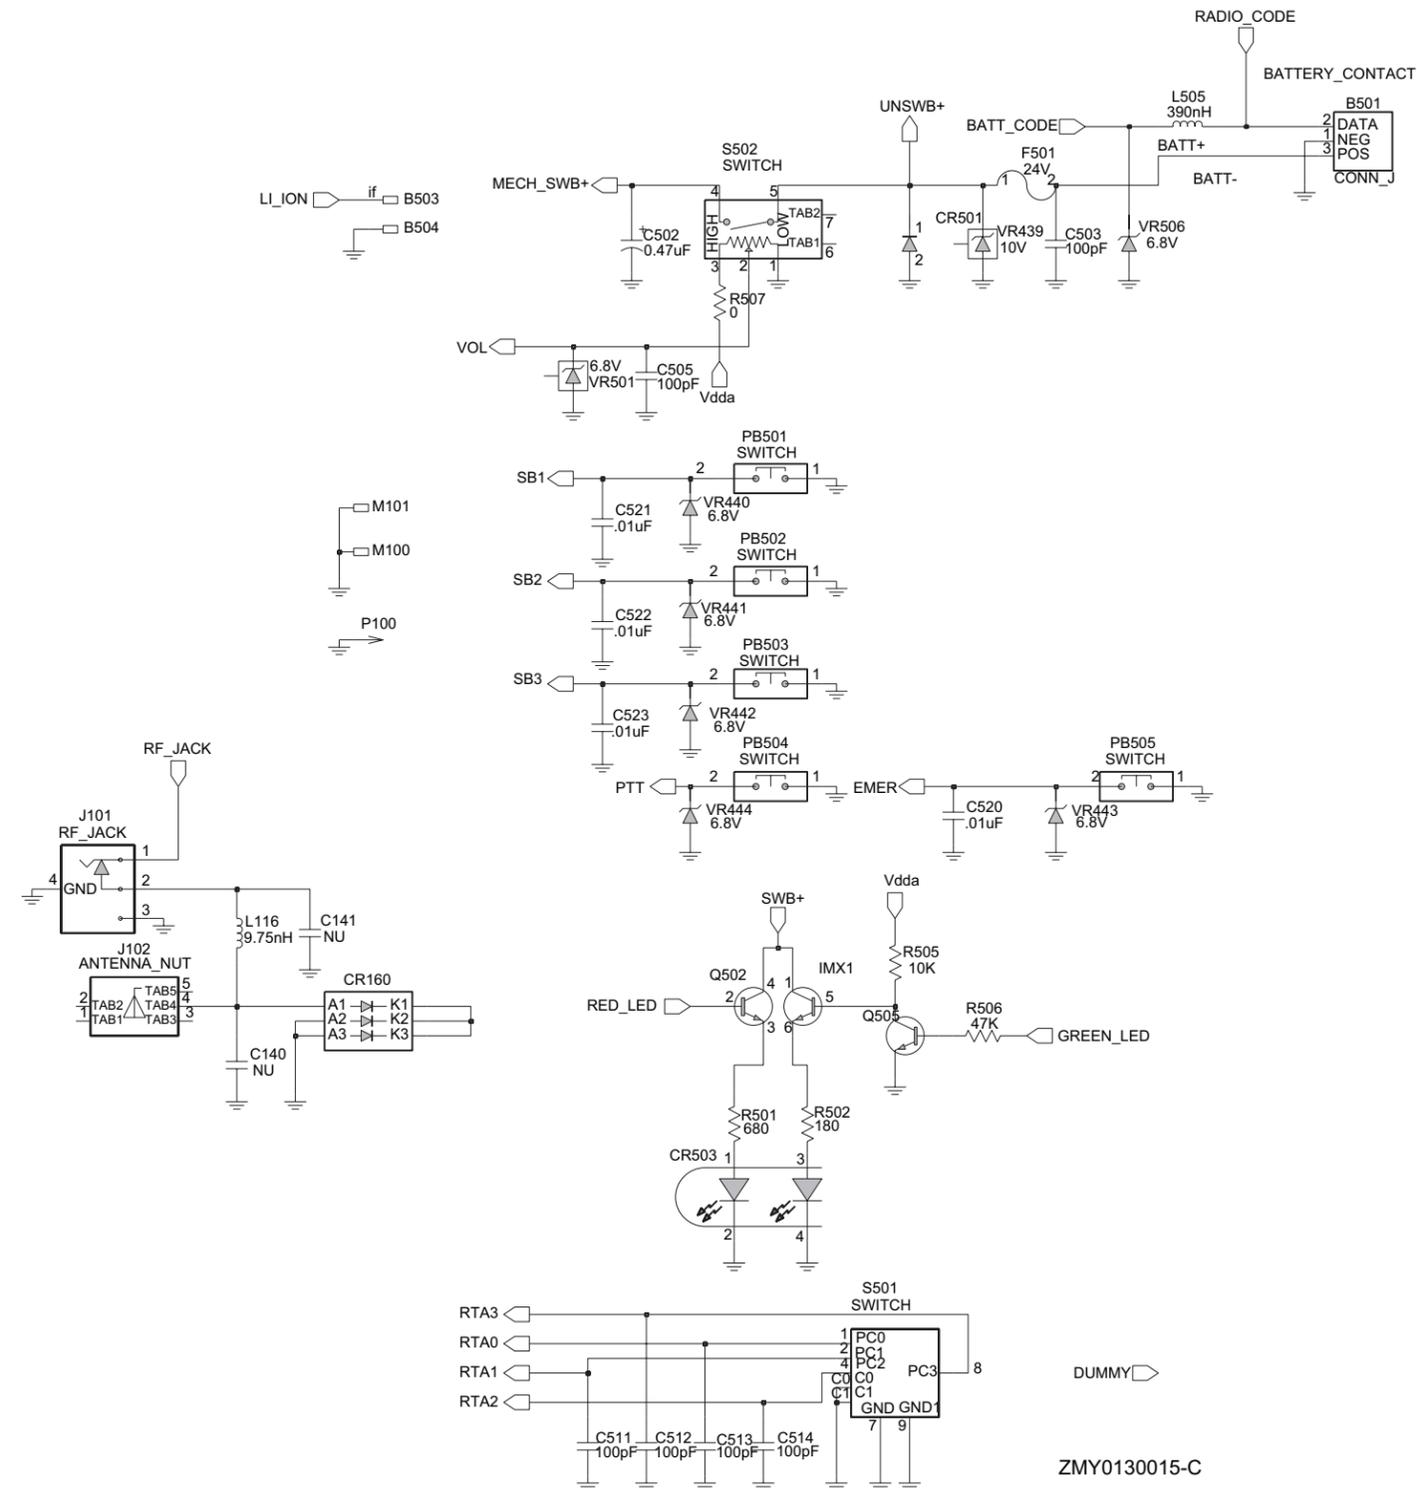 RADIO_CODE
BATTERY_CONTACT
UNSWB+
BATT_CODE
L505
390nH
B501
2 DATA
1 NEG
3 POS
CONN_J
BATT+
BATT-
S502
SWITCH
F501
24V
1 2
MECH_SWB+
4 5
HIGH
LOW
TAB2 7
TAB1 6
3 2 1
LI_ION
if
B503
B504
+
C502
0.47uF
1
2
CR501
VR439
10V
C503
100pF
VR506
6.8V
R507
0
VOL
6.8V
VR501
C505
100pF
Vdda
PB501
SWITCH
SB1
2 1
C521
.01uF
VR440
6.8V
M101
M100
PB502
SWITCH
SB2
2 1
C522
.01uF
VR441
6.8V
P100
PB503
SWITCH
SB3
2 1
C523
.01uF
VR442
6.8V
PB504
SWITCH
PTT
2 1
VR444
6.8V
PB505
SWITCH
EMER
2 1
C520
.01uF
VR443
6.8V
RF_JACK
J101
RF_JACK
1
4 GND 2
3
L116
9.75nH
C141
NU
J102
ANTENNA_NUT
TAB5 5
2 TAB2 TAB4 4
1 TAB1 TAB3 3
CR160
A1 K1
A2 K2
A3 K3
C140
NU
SWB+
Vdda
R505
10K
Q502
IMX1
4 1
RED_LED
2 5
3 6
Q505
R506
47K
GREEN_LED
R501
680
R502
180
CR503
1 3
2 4
S501
SWITCH
RTA3
RTA0
RTA1
RTA2
1 PC0
2 PC1
4 PC2
C0 C0
C1 C1
PC3 8
GND GND1
7 9
C511
100pF
C512
100pF
C513
100pF
C514
100pF
DUMMY
ZMY0130015-C